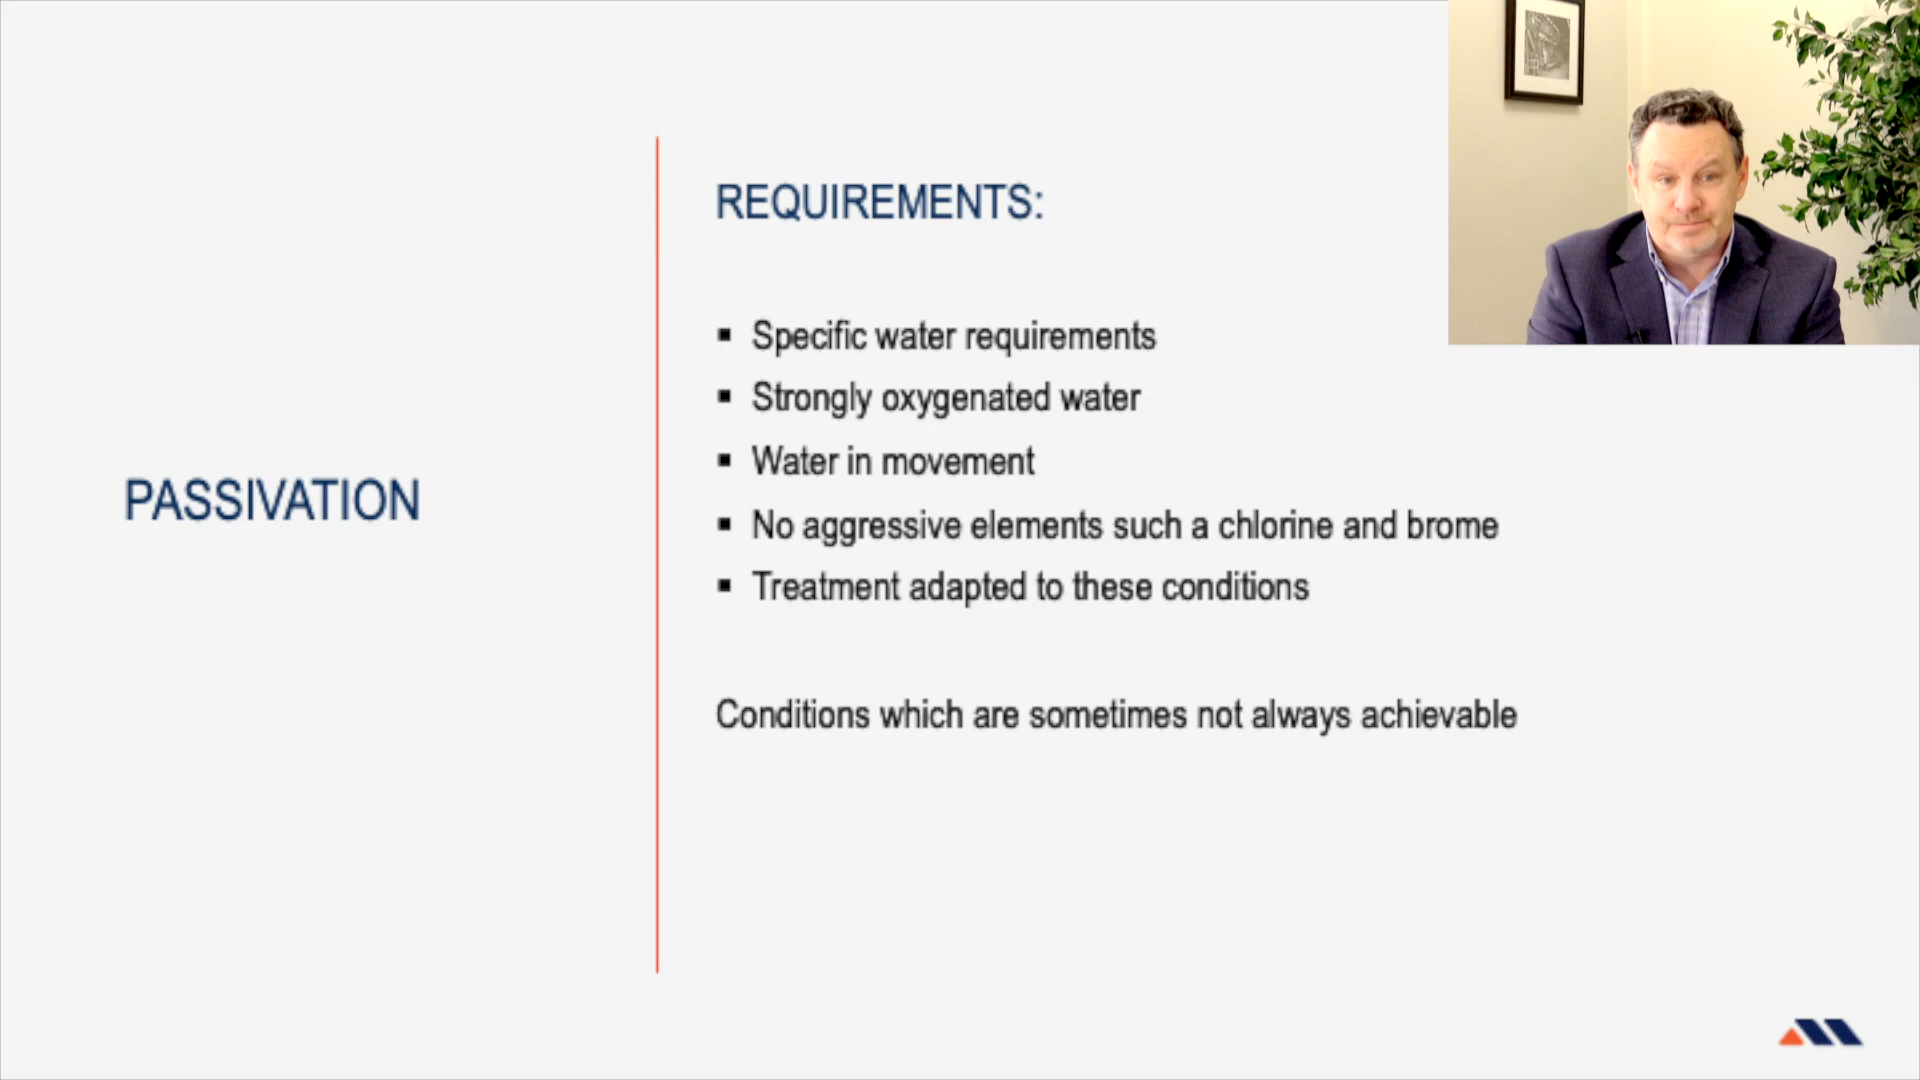 PASSIVATION
REQUIREMENTS:
▪ Specific water requirements
▪ Strongly oxygenated water
▪ Water in movement
▪ No aggressive elements such a chlorine and brome
▪ Treatment adapted to these conditions
Conditions which are sometimes not always achievable